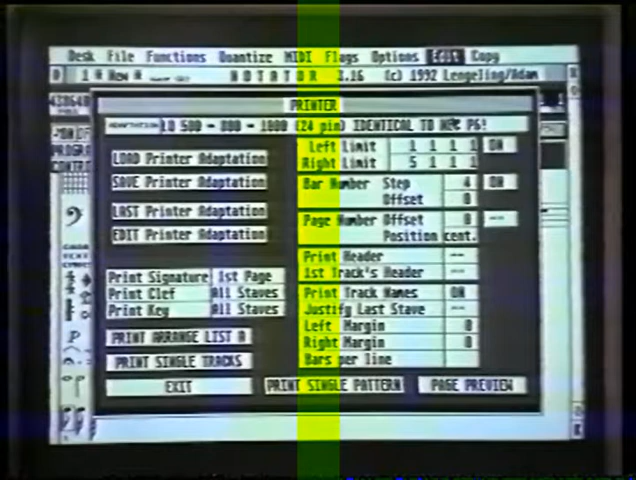 Desk File Functions Quantize MIDI Flags Options Edit Copy
NOTATOR 3.16 (c) 1992 Lengeling/Adam
PRINTER
ADAPTATION LQ 500 - 800 - 1000 (24 pin) IDENTICAL TO NEC P6!
LOAD Printer Adaptation
SAVE Printer Adaptation
LAST Printer Adaptation
EDIT Printer Adaptation
Print Signature 1st Page
Print Clef All Staves
Print Key All Staves
PRINT ARRANGE LIST A
PRINT SINGLE TRACKS
EXIT
Left Limit 1 1 1 1 ON
Right Limit 5 1 1 1
Bar Number Step 4 ON
Offset 0
Page Number Offset 0 --
Position cent.
Print Header --
1st Track's Header --
Print Track Names ON
Justify Last Stave --
Left Margin 0
Right Margin 0
Bars per line
PRINT SINGLE PATTERN
PAGE PREVIEW